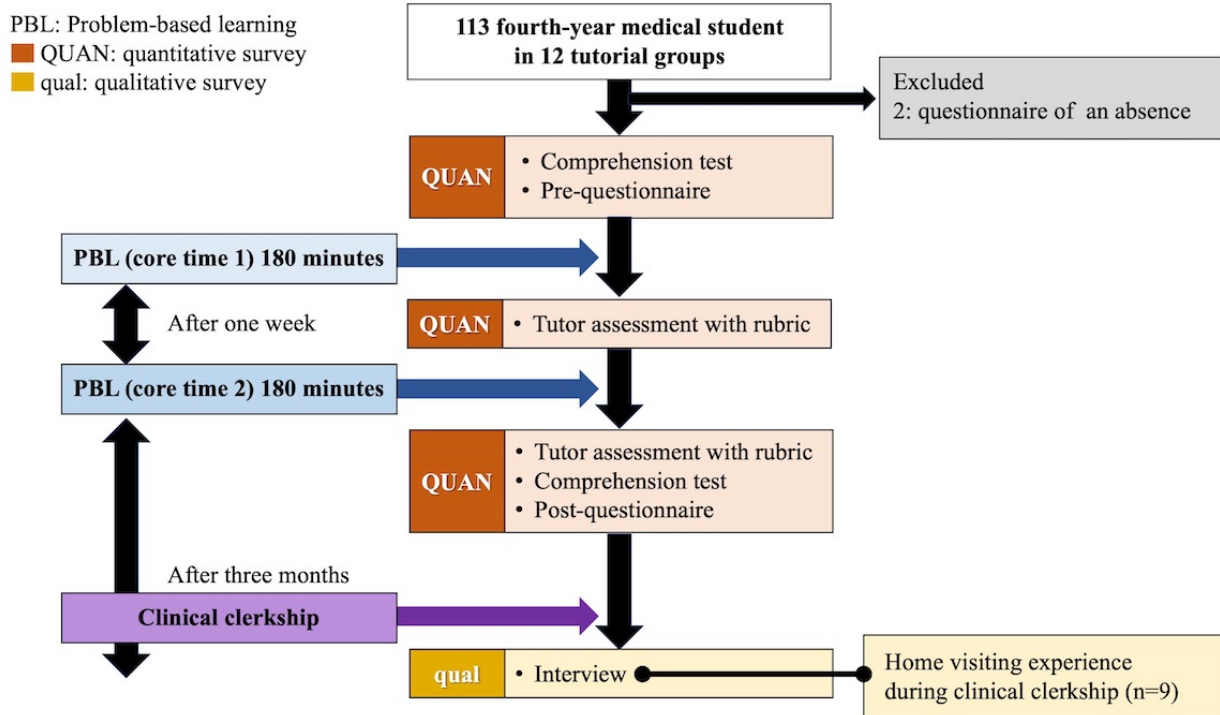 PBL: Problem-based learning
QUAN: quantitative survey
qual: qualitative survey
113 fourth-year medical student
in 12 tutorial groups
Excluded
2: questionnaire of an absence
QUAN
• Comprehension test
• Pre-questionnaire
PBL (core time 1) 180 minutes
After one week
QUAN
• Tutor assessment with rubric
PBL (core time 2) 180 minutes
QUAN
• Tutor assessment with rubric
• Comprehension test
• Post-questionnaire
After three months
Clinical clerkship
qual
• Interview
Home visiting experience
during clinical clerkship (n=9)